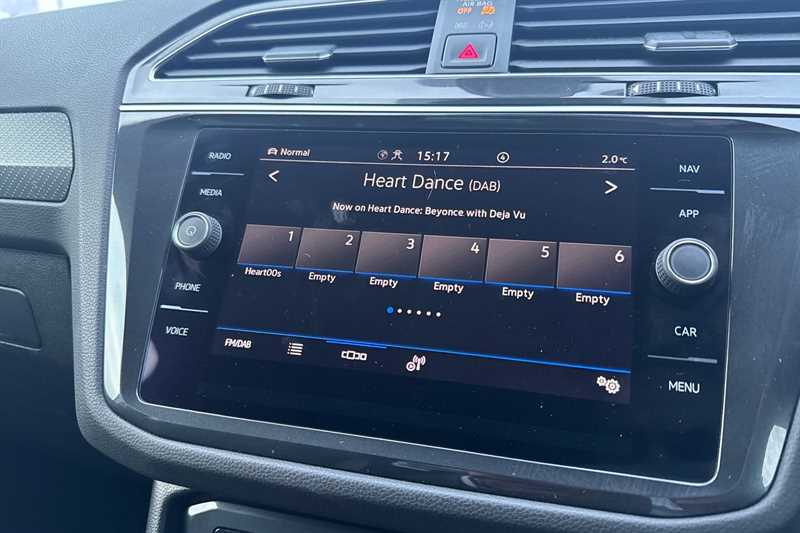 AIR BAG
OFF
RADIO
MEDIA
PHONE
VOICE
Normal
15:17
4
2.0 °C
<
Heart Dance (DAB)
>
Now on Heart Dance: Beyonce with Deja Vu
1
2
3
4
5
6
Heart00s
Empty
Empty
Empty
Empty
Empty
FM/DAB
NAV
APP
CAR
MENU